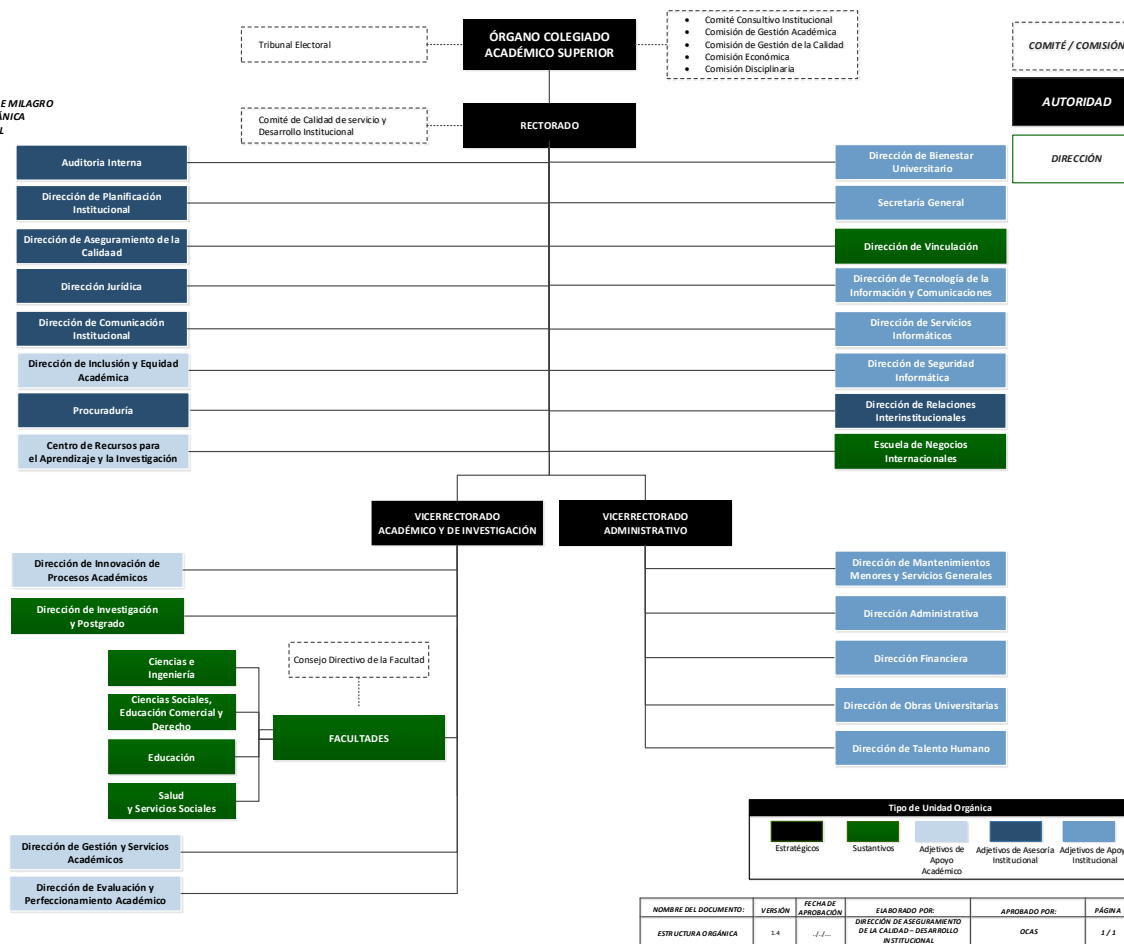 Tribunal Electoral
ÓRGANO COLEGIADO
ACADÉMICO SUPERIOR
• Comité Consultivo Institucional
• Comisión de Gestión Académica
• Comisión de Gestión de la Calidad
• Comisión Económica
• Comisión Disciplinaria
COMITÉ / COMISIÓN
AUTORIDAD
DIRECCIÓN
E MILAGRO
ÁNICA
L
Comité de Calidad de servicio y
Desarrollo Institucional
RECTORADO
Auditoria Interna
Dirección de Planificación
Institucional
Dirección de Aseguramiento de la
Calidaad
Dirección Jurídica
Dirección de Comunicación
Institucional
Dirección de Inclusión y Equidad
Académica
Procuraduría
Centro de Recursos para
el Aprendizaje y la Investigación
Dirección de Bienestar
Universitario
Secretaría General
Dirección de Vinculación
Dirección de Tecnología de la
Información y Comunicaciones
Dirección de Servicios
Informáticos
Dirección de Seguridad
Informática
Dirección de Relaciones
Interinstitucionales
Escuela de Negocios
Internacionales
VICERRECTORADO
ACADÉMICO Y DE INVESTIGACIÓN
VICERRECTORADO
ADMINISTRATIVO
Dirección de Innovación de
Procesos Académicos
Dirección de Investigación
y Postgrado
Ciencias e
Ingeniería
Ciencias Sociales,
Educación Comercial y
Derecho
Educación
Salud
y Servicios Sociales
Consejo Directivo de la Facultad
FACULTADES
Dirección de Gestión y Servicios
Académicos
Dirección de Evaluación y
Perfeccionamiento Académico
Dirección de Mantenimientos
Menores y Servicios Generales
Dirección Administrativa
Dirección Financiera
Dirección de Obras Universitarias
Dirección de Talento Humano
Tipo de Unidad Orgánica
Estratégicos
Sustantivos
Adjetivos de
Apoyo
Académico
Adjetivos de Asesoría
Institucional
Adjetivos de Apoy
Institucional
NOMBRE DEL DOCUMENTO: VERSIÓN FECHA DE APROBACIÓN ELABORADO POR: APROBADO POR: PÁGINA
ESTRUCTURA ORGÁNICA 1.4 ../../... DIRECCIÓN DE ASEGURAMIENTO DE LA CALIDAD – DESARROLLO INSTITUCIONAL OCAS 1 / 1